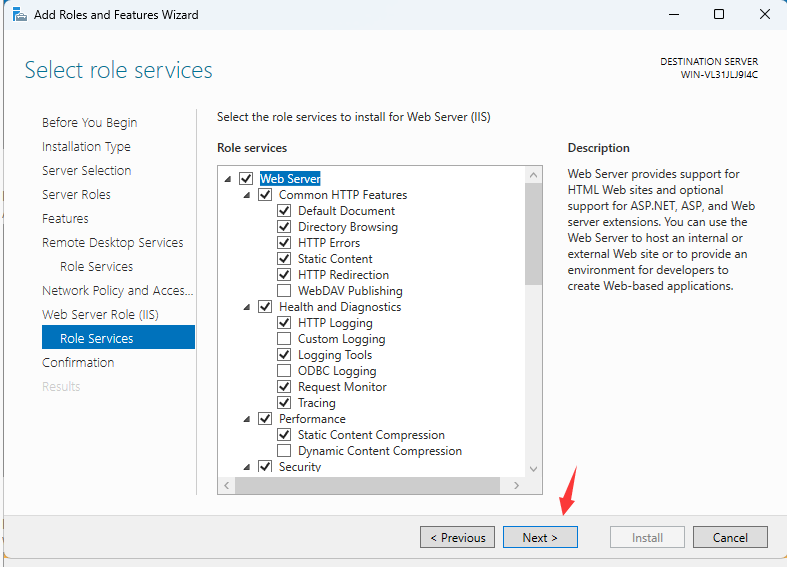 Add Roles and Features Wizard
Select role services
DESTINATION SERVER
WIN-VL31JLJ9I4C
Before You Begin
Installation Type
Server Selection
Server Roles
Features
Remote Desktop Services
Role Services
Network Policy and Acces...
Web Server Role (IIS)
Role Services
Confirmation
Results
Select the role services to install for Web Server (IIS)
Role services
Web Server
Common HTTP Features
Default Document
Directory Browsing
HTTP Errors
Static Content
HTTP Redirection
WebDAV Publishing
Health and Diagnostics
HTTP Logging
Custom Logging
Logging Tools
ODBC Logging
Request Monitor
Tracing
Performance
Static Content Compression
Dynamic Content Compression
Security
Description
Web Server provides support for
HTML Web sites and optional
support for ASP.NET, ASP, and Web
server extensions. You can use the
Web Server to host an internal or
external Web site or to provide an
environment for developers to
create Web-based applications.
< Previous
Next >
Install
Cancel